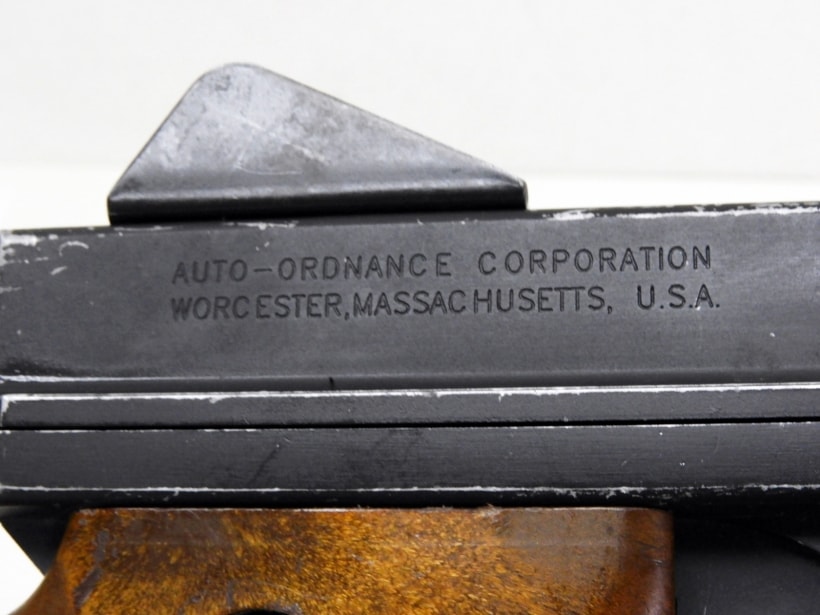 AUTO-ORDNANCE CORPORATION
WORCESTER, MASSACHUSETTS, U.S.A.